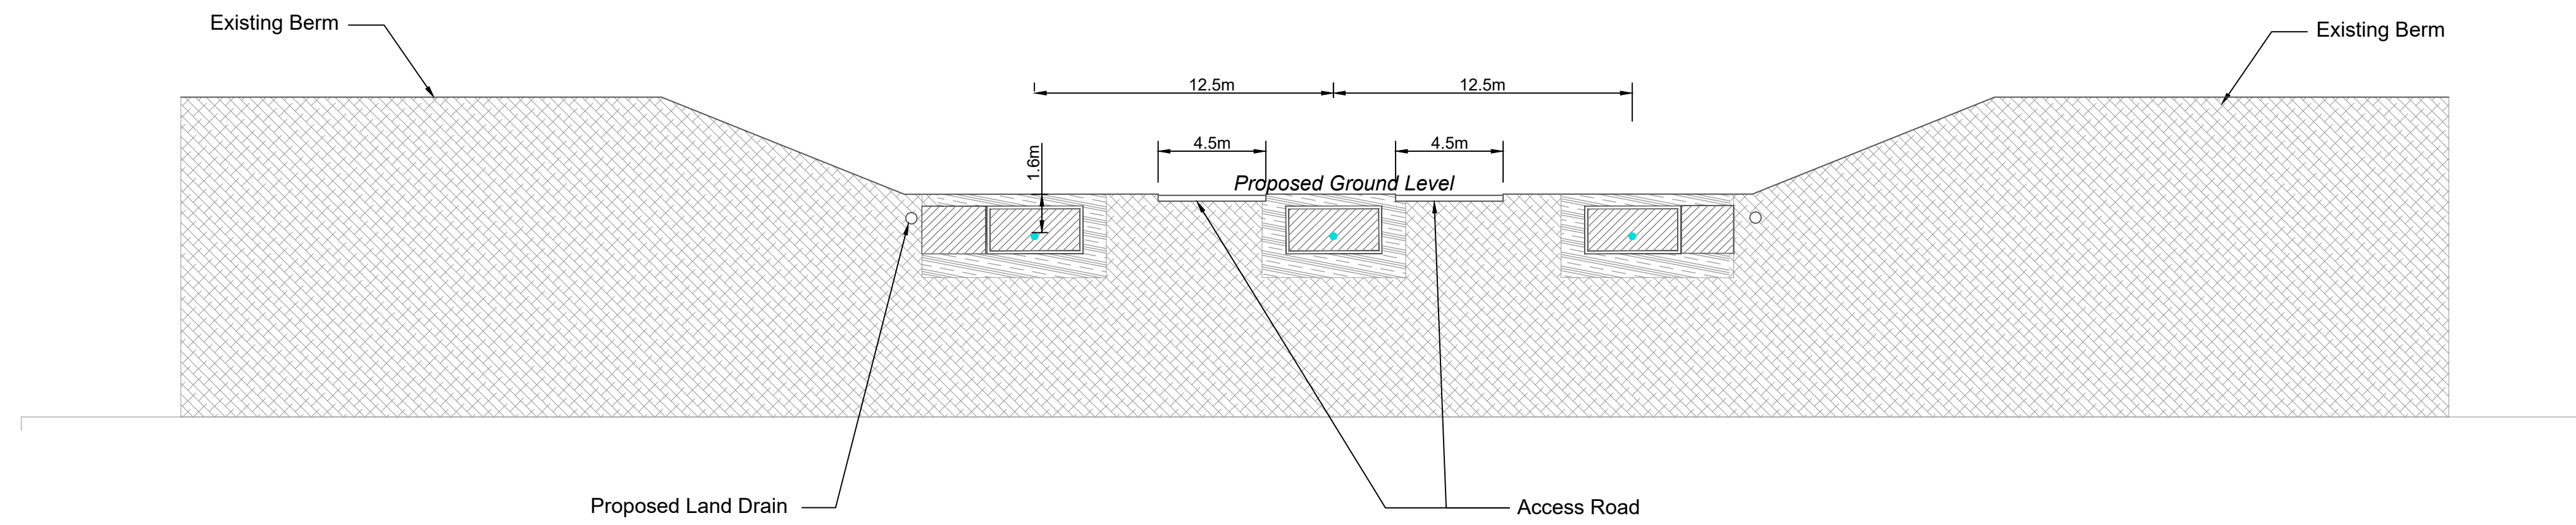 Existing Berm
Existing Berm
12.5m
12.5m
4.5m
4.5m
1.6m
Proposed Ground Level
Proposed Land Drain
Access Road